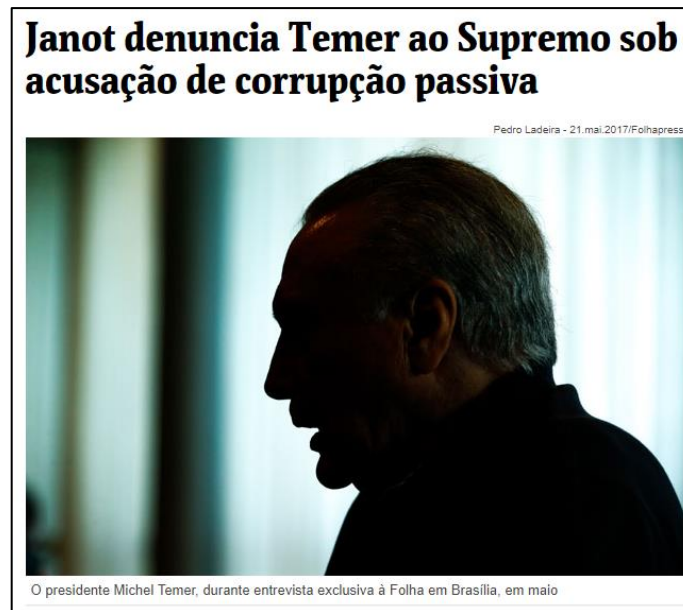 Janot denuncia Temer ao Supremo sob
acusação de corrupção passiva
Pedro Ladeira - 21.mai.2017/Folhapress
O presidente Michel Temer, durante entrevista exclusiva à Folha em Brasília, em maio